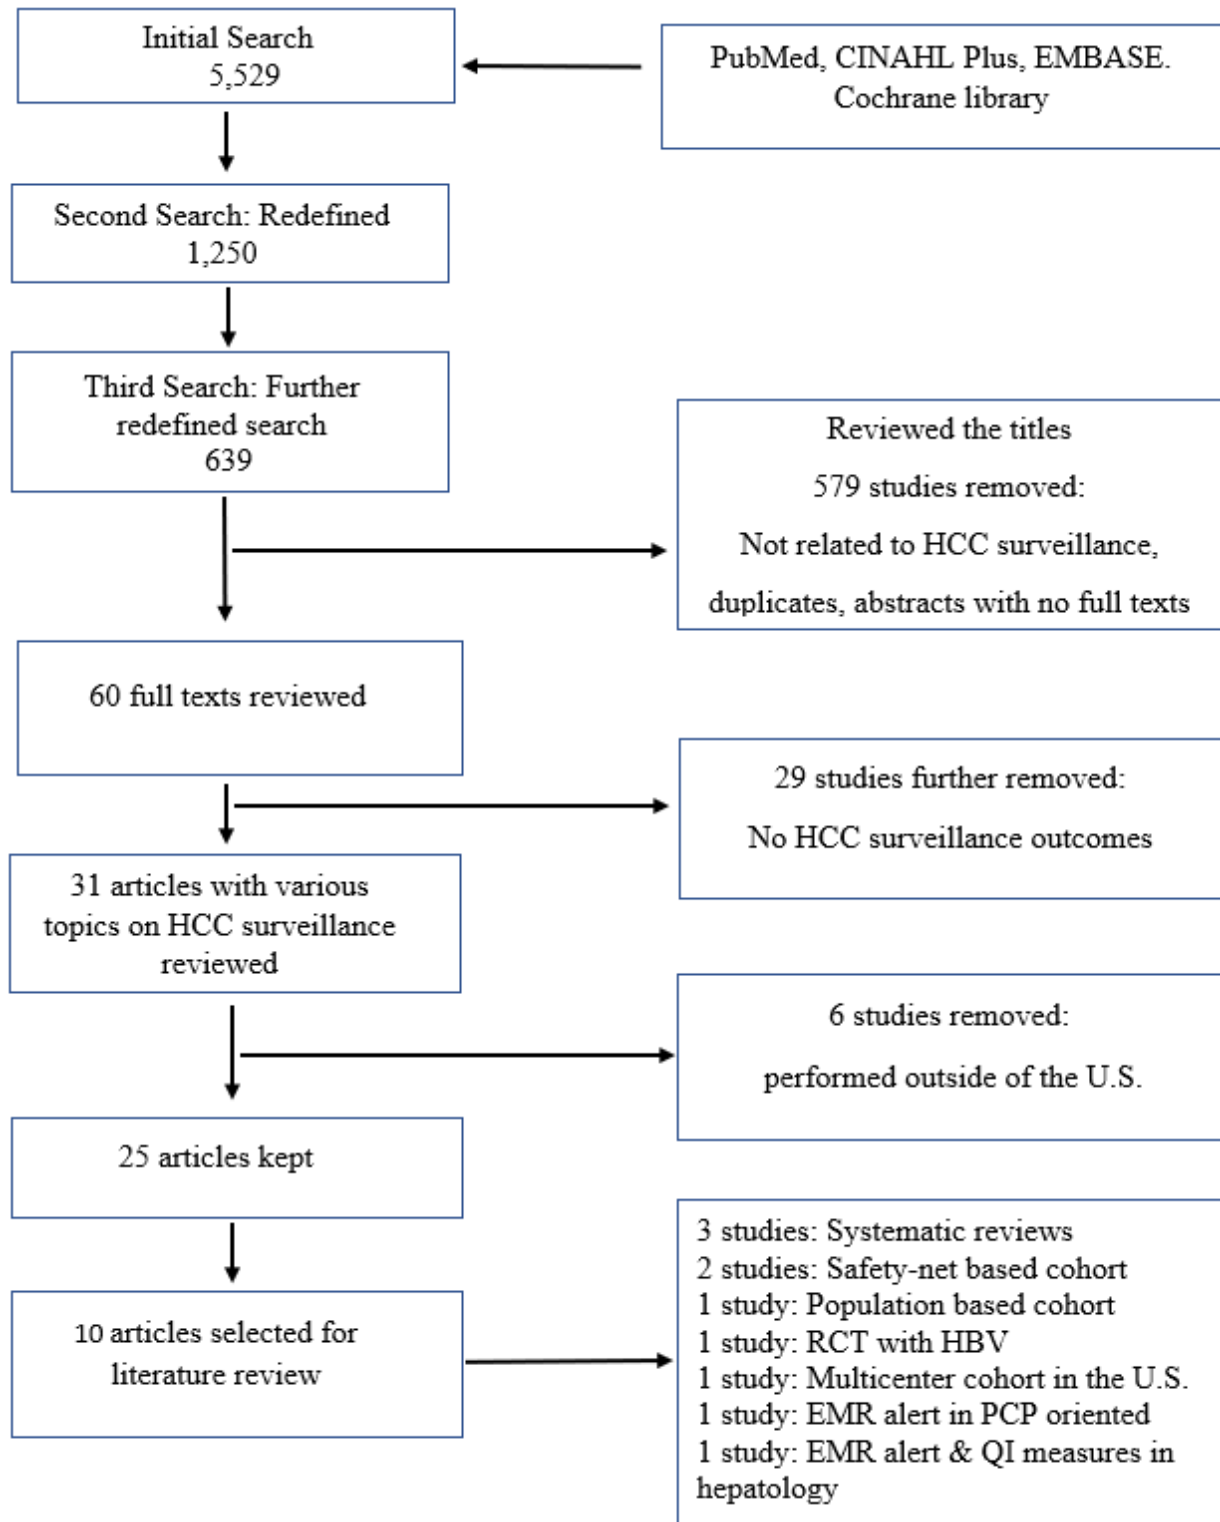 Initial Search
5,529
PubMed, CINAHL Plus, EMBASE.
Cochrane library
Second Search: Redefined
1,250
Third Search: Further
redefined search
639
Reviewed the titles
579 studies removed:
Not related to HCC surveillance,
duplicates, abstracts with no full texts
60 full texts reviewed
29 studies further removed:
No HCC surveillance outcomes
31 articles with various
topics on HCC surveillance
reviewed
6 studies removed:
performed outside of the U.S.
25 articles kept
10 articles selected for
literature review
3 studies: Systematic reviews
2 studies: Safety-net based cohort
1 study: Population based cohort
1 study: RCT with HBV
1 study: Multicenter cohort in the U.S.
1 study: EMR alert in PCP oriented
1 study: EMR alert & QI measures in
hepatology